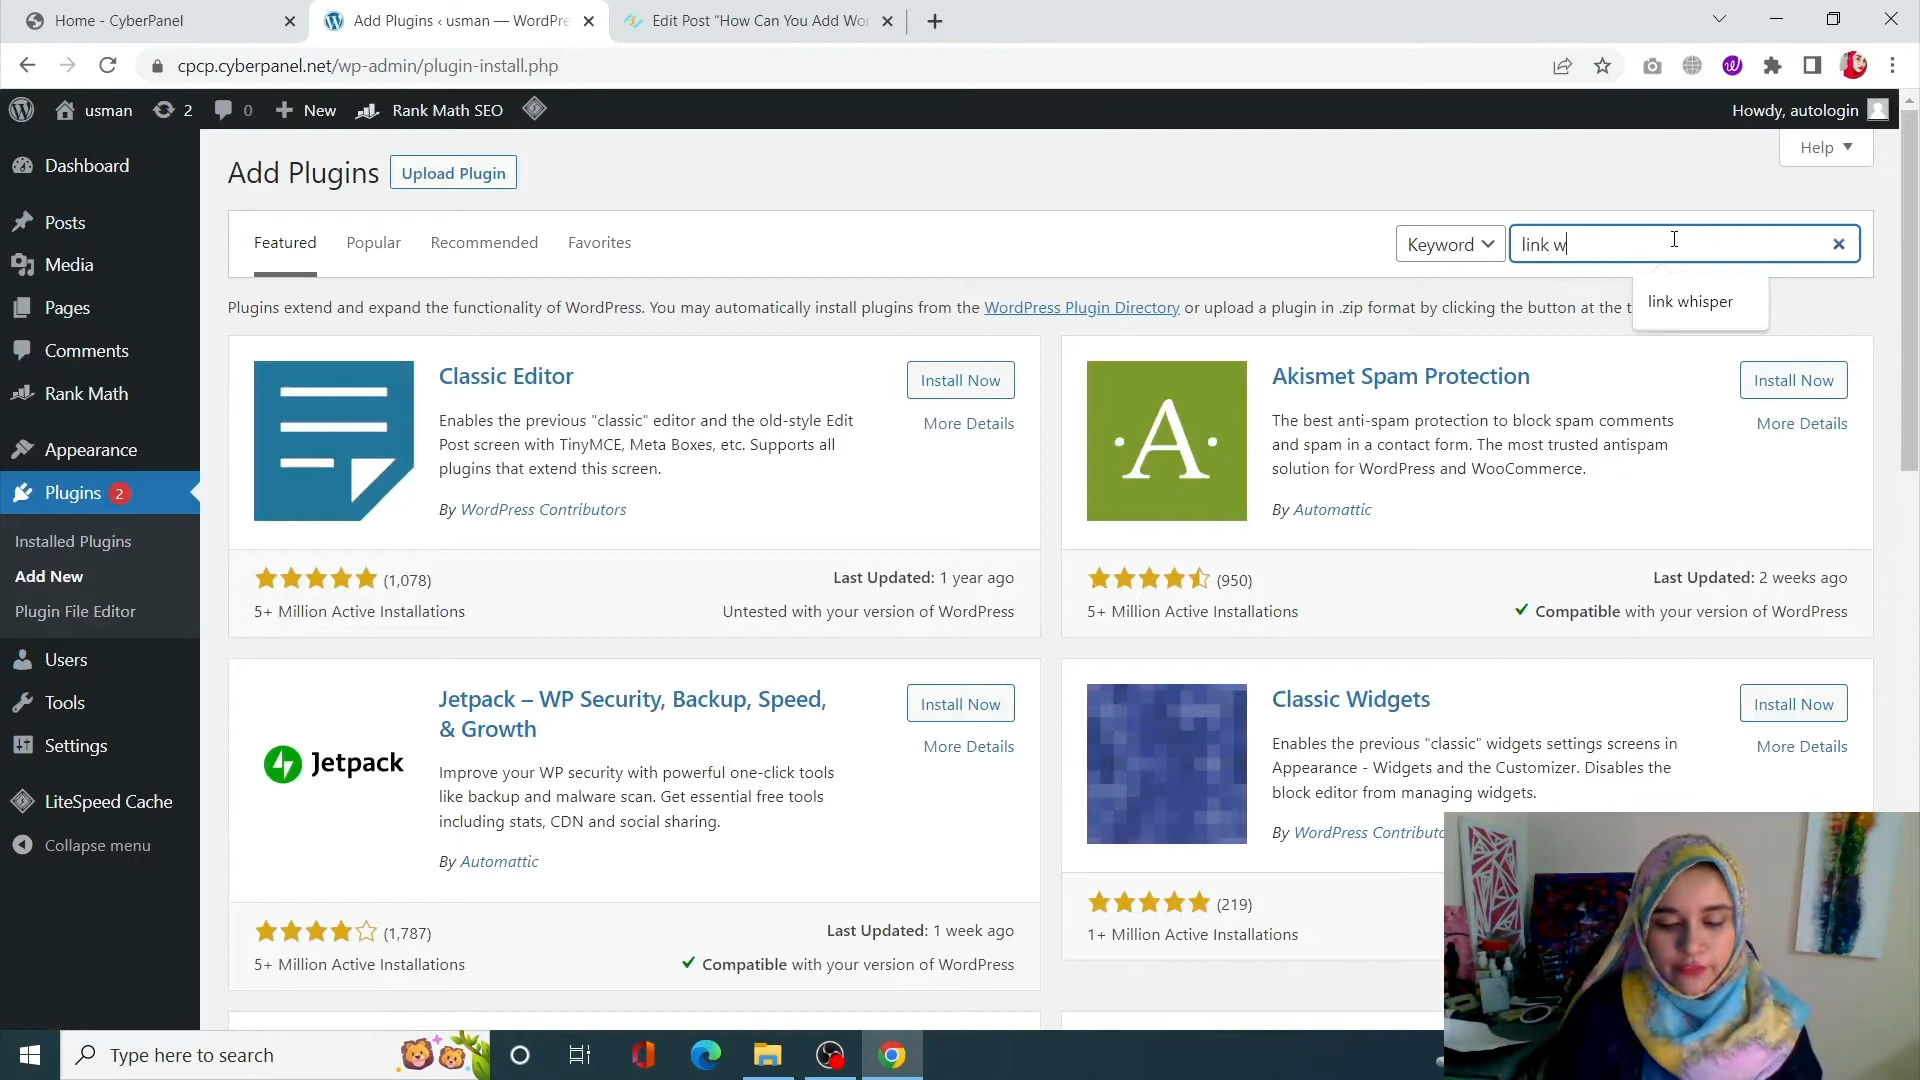 Home - CyberPanel
Add Plugins ‹ usman — WordPre
Edit Post "How Can You Add Wor
cpcp.cyberpanel.net/wp-admin/plugin-install.php
usman
2
0
New
Rank Math SEO
Howdy, autologin
Dashboard
Posts
Media
Pages
Comments
Rank Math
Appearance
Plugins 2
Installed Plugins
Add New
Plugin File Editor
Users
Tools
Settings
LiteSpeed Cache
Collapse menu
Help
Add Plugins
Upload Plugin
Featured
Popular
Recommended
Favorites
Keyword
link w
link whisper
Plugins extend and expand the functionality of WordPress. You may automatically install plugins from the WordPress Plugin Directory or upload a plugin in .zip format by clicking the button at the t
Classic Editor
Install Now
More Details
Enables the previous "classic" editor and the old-style Edit
Post screen with TinyMCE, Meta Boxes, etc. Supports all
plugins that extend this screen.
By WordPress Contributors
(1,078)
Last Updated: 1 year ago
5+ Million Active Installations
Untested with your version of WordPress
A
Akismet Spam Protection
Install Now
More Details
The best anti-spam protection to block spam comments
and spam in a contact form. The most trusted antispam
solution for WordPress and WooCommerce.
By Automattic
(950)
Last Updated: 2 weeks ago
5+ Million Active Installations
Compatible with your version of WordPress
Jetpack
Jetpack – WP Security, Backup, Speed,
& Growth
Install Now
More Details
Improve your WP security with powerful one-click tools
like backup and malware scan. Get essential free tools
including stats, CDN and social sharing.
By Automattic
(1,787)
Last Updated: 1 week ago
5+ Million Active Installations
Compatible with your version of WordPress
Classic Widgets
Install Now
More Details
Enables the previous "classic" widgets settings screens in
Appearance - Widgets and the Customizer. Disables the
block editor from managing widgets.
By WordPress Contributo
(219)
1+ Million Active Installations
Type here to search